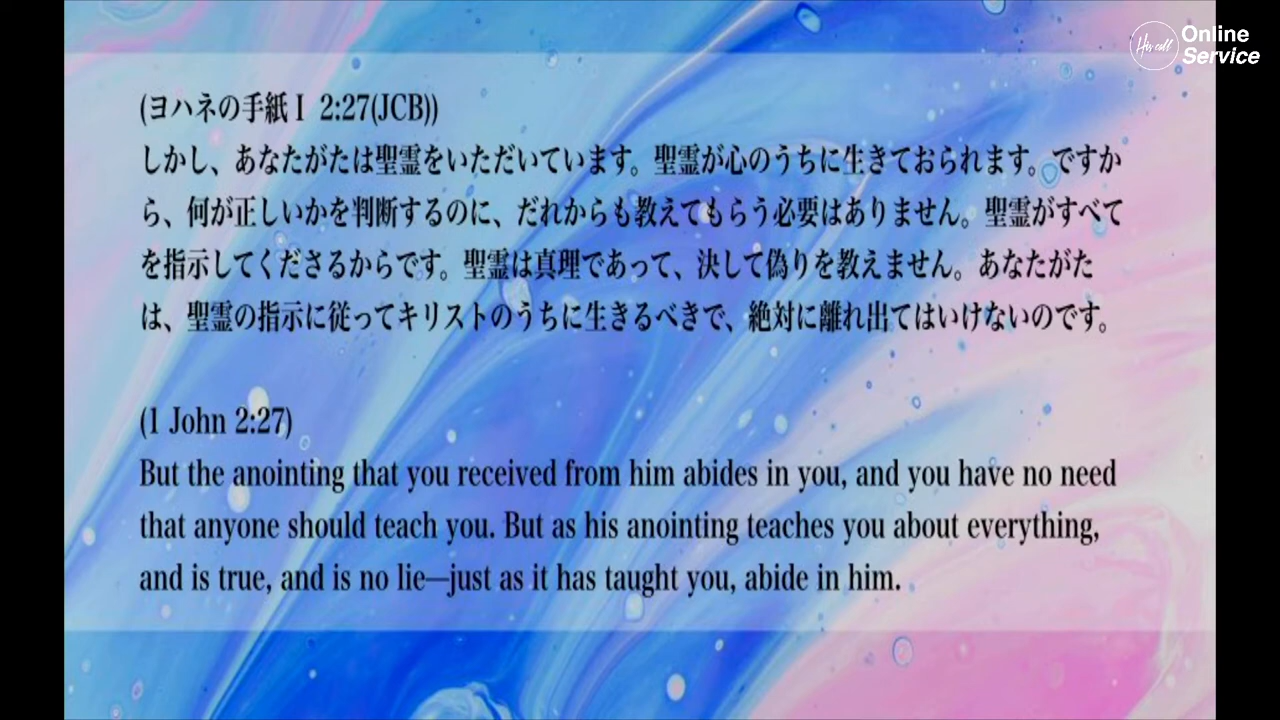 His call
Online
Service
(ヨハネの手紙Ⅰ 2:27(JCB))
しかし、あなたがたは聖霊をいただいています。聖霊が心のうちに生きておられます。ですか
ら、何が正しいかを判断するのに、だれからも教えてもらう必要はありません。聖霊がすべて
を指示してくださるからです。聖霊は真理であって、決して偽りを教えません。あなたがた
は、聖霊の指示に従ってキリストのうちに生きるべきで、絶対に離れ出てはいけないのです。
(1 John 2:27)
But the anointing that you received from him abides in you, and you have no need
that anyone should teach you. But as his anointing teaches you about everything,
and is true, and is no lie—just as it has taught you, abide in him.